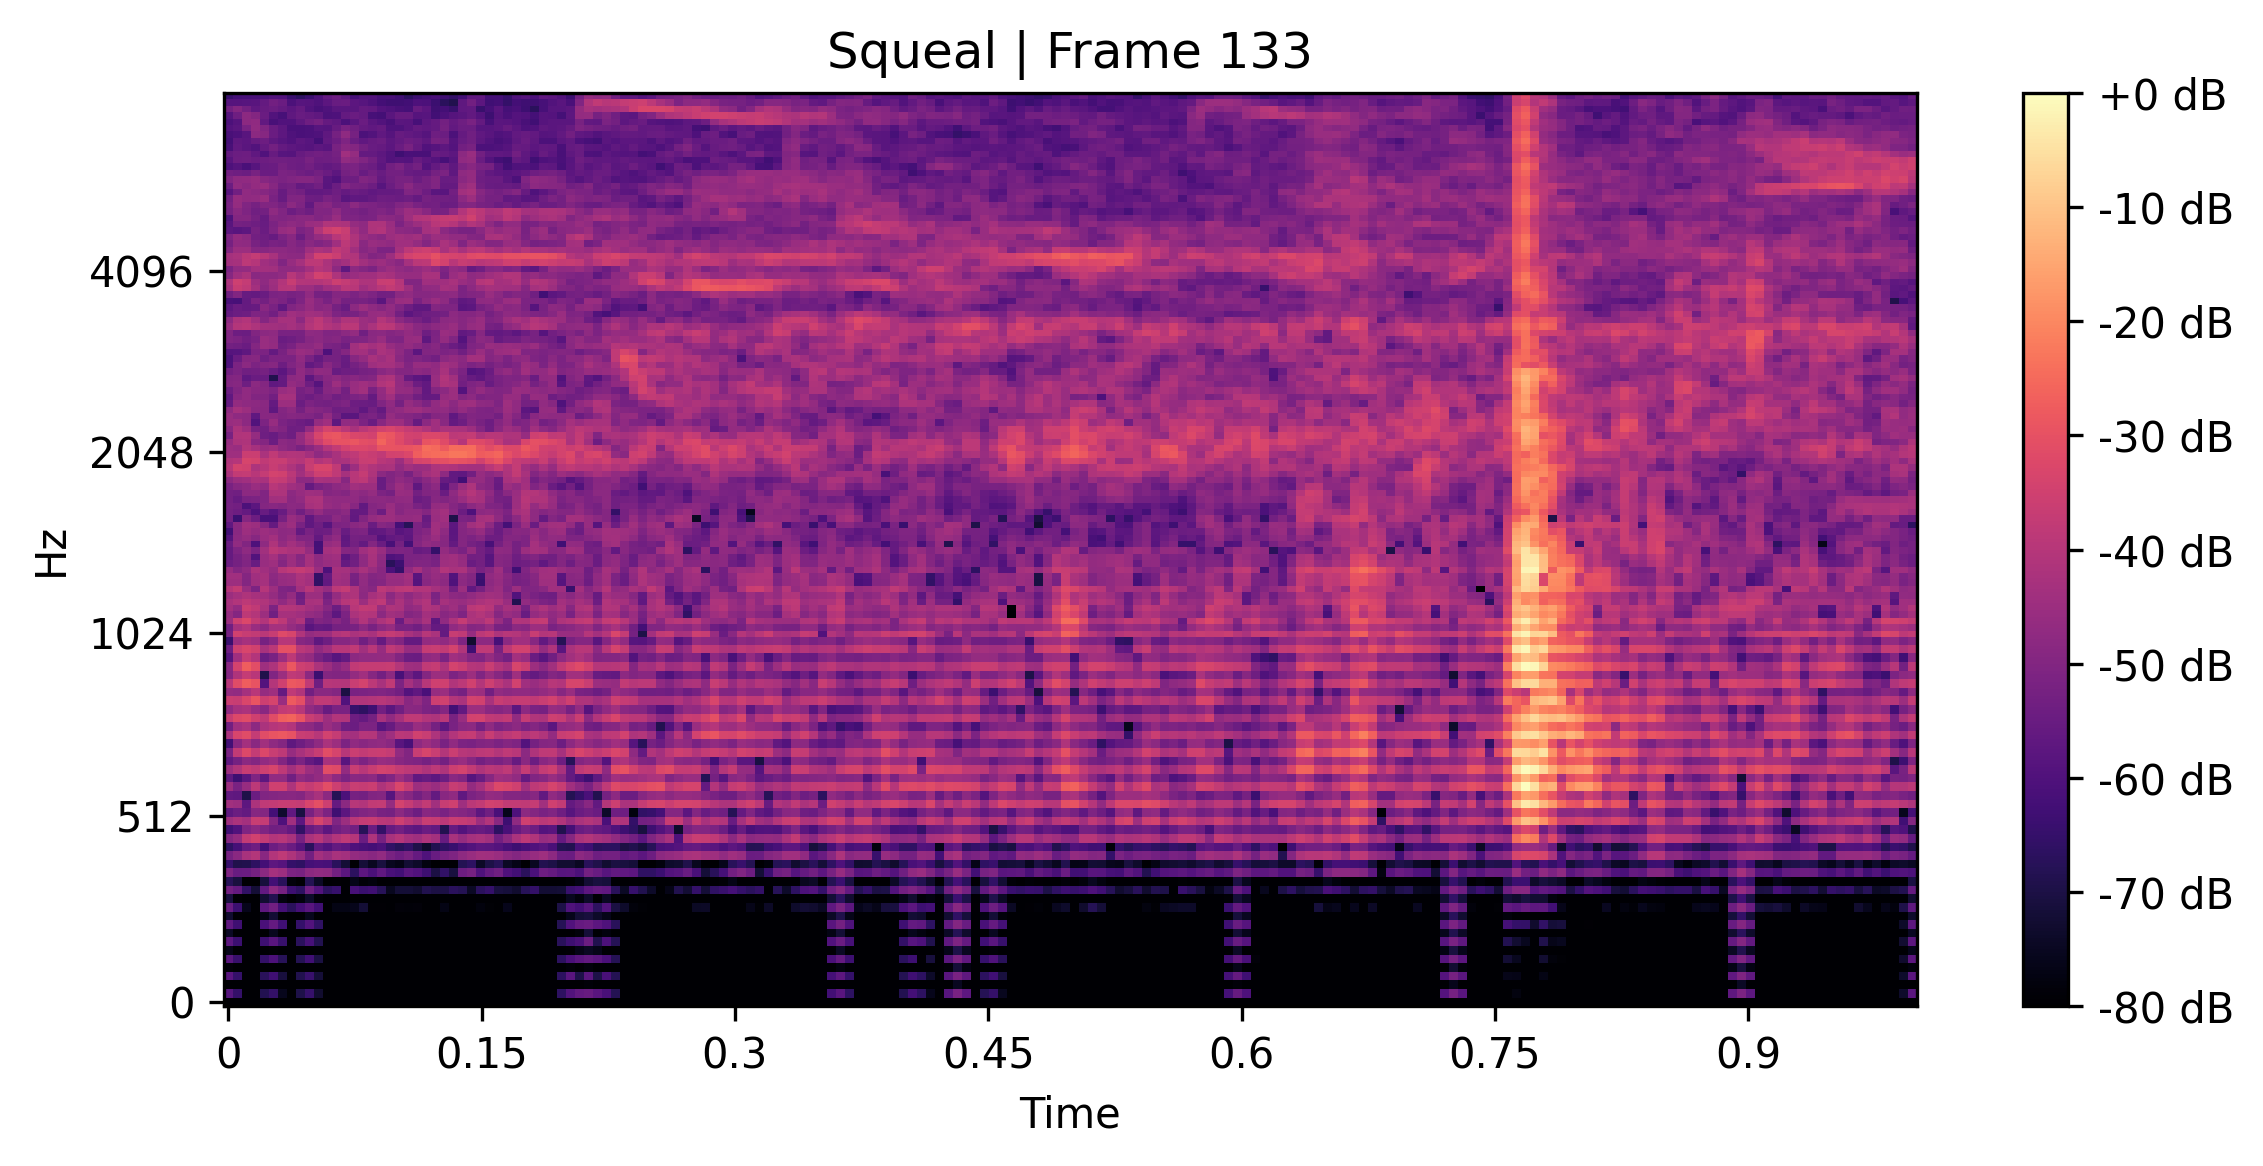 Squeal | Frame 133
+0 dB
-10 dB
-20 dB
-30 dB
-40 dB
-50 dB
-60 dB
-70 dB
-80 dB
4096
2048
1024
512
0
Hz
0 0.15 0.3 0.45 0.6 0.75 0.9
Time